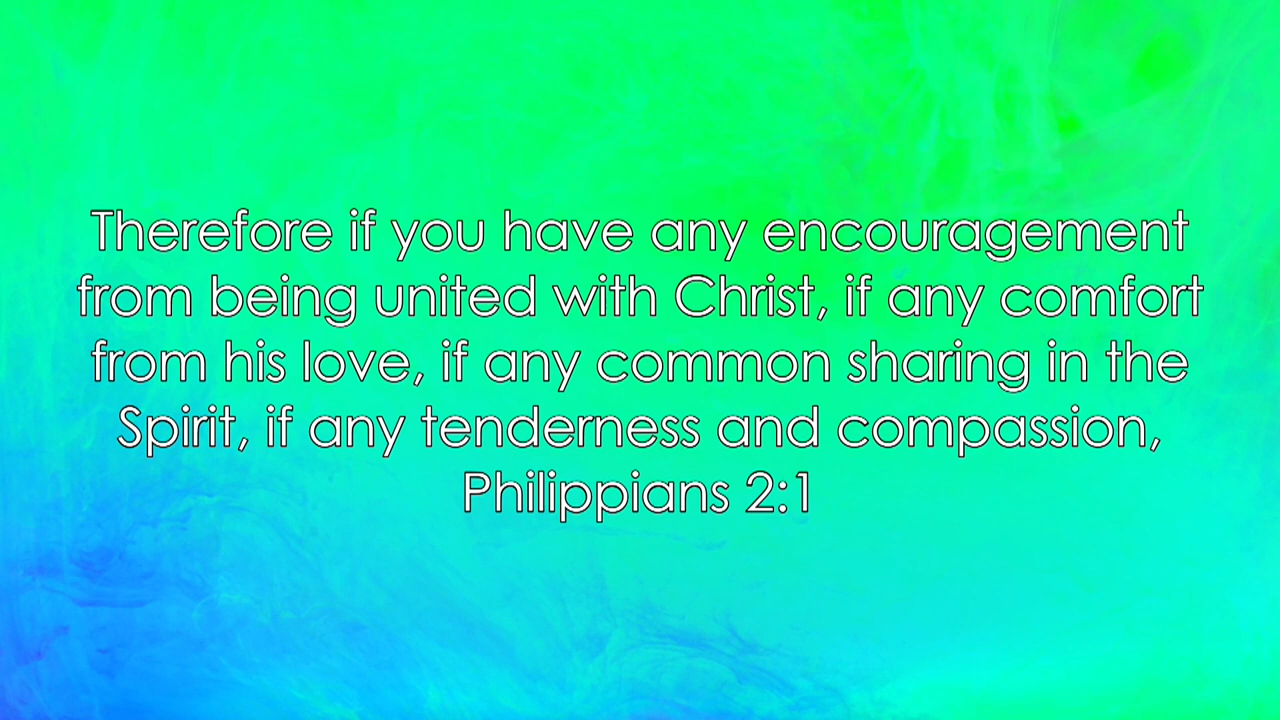 Therefore if you have any encouragement
from being united with Christ, if any comfort
from his love, if any common sharing in the
Spirit, if any tenderness and compassion,
Philippians 2:1